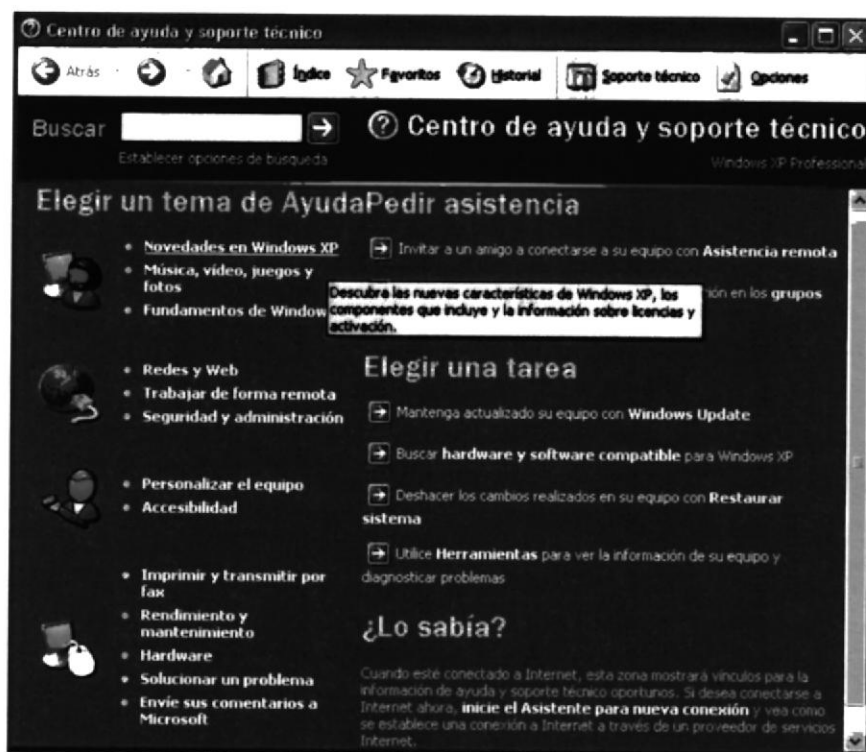 Centro de ayuda y soporte técnico
Atrás
Índice
Favoritos
Historial
Soporte técnico
Opciones
Buscar
Centro de ayuda y soporte técnico
Establecer opciones de búsqueda
Windows XP Professional
Elegir un tema de Ayuda
Novedades en Windows XP
Música, vídeo, juegos y
fotos
Fundamentos de Window
Redes y Web
Trabajar de forma remota
Seguridad y administración
Personalizar el equipo
Accesibilidad
Imprimir y transmitir por
fax
Rendimiento y
mantenimiento
Hardware
Solucionar un problema
Envíe sus comentarios a
Microsoft
Pedir asistencia
Invitar a un amigo a conectarse a su equipo con Asistencia remota
ión en los grupos
Descubra las nuevas características de Windows XP, los
componentes que incluye y la información sobre licencias y
activación.
Elegir una tarea
Mantenga actualizado su equipo con Windows Update
Buscar hardware y software compatible para Windows XP
Deshacer los cambios realizados en su equipo con Restaurar
sistema
Utilice Herramientas para ver la información de su equipo y
diagnosticar problemas
¿Lo sabía?
Cuando esté conectado a Internet, esta zona mostrará vínculos para la
información de ayuda y soporte técnico oportunos. Si desea conectarse a
Internet ahora, inicie el Asistente para nueva conexión y vea como
se establece una conexión a Internet a través de un proveedor de servicios
Internet.